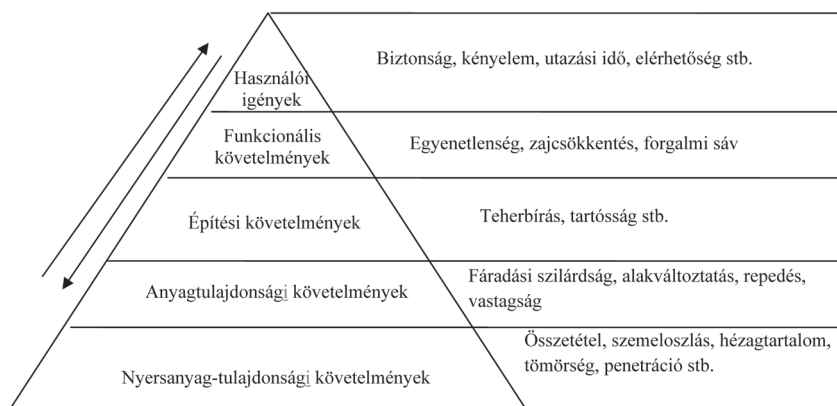 Biztonság, kényelem, utazási idő, elérhetőség stb.
Használói
igények
Funkcionális
követelmények
Egyenetlenség, zajcsökkentés, forgalmi sáv
Építési követelmények
Teherbírás, tartósság stb.
Anyagtulajdonsági követelmények
Fáradási szilárdság, alakváltoztatás, repedés,
vastagság
Nyersanyag-tulajdonsági követelmények
Összetétel, szemeloszlás, hézagtartalom,
tömörség, penetráció stb.